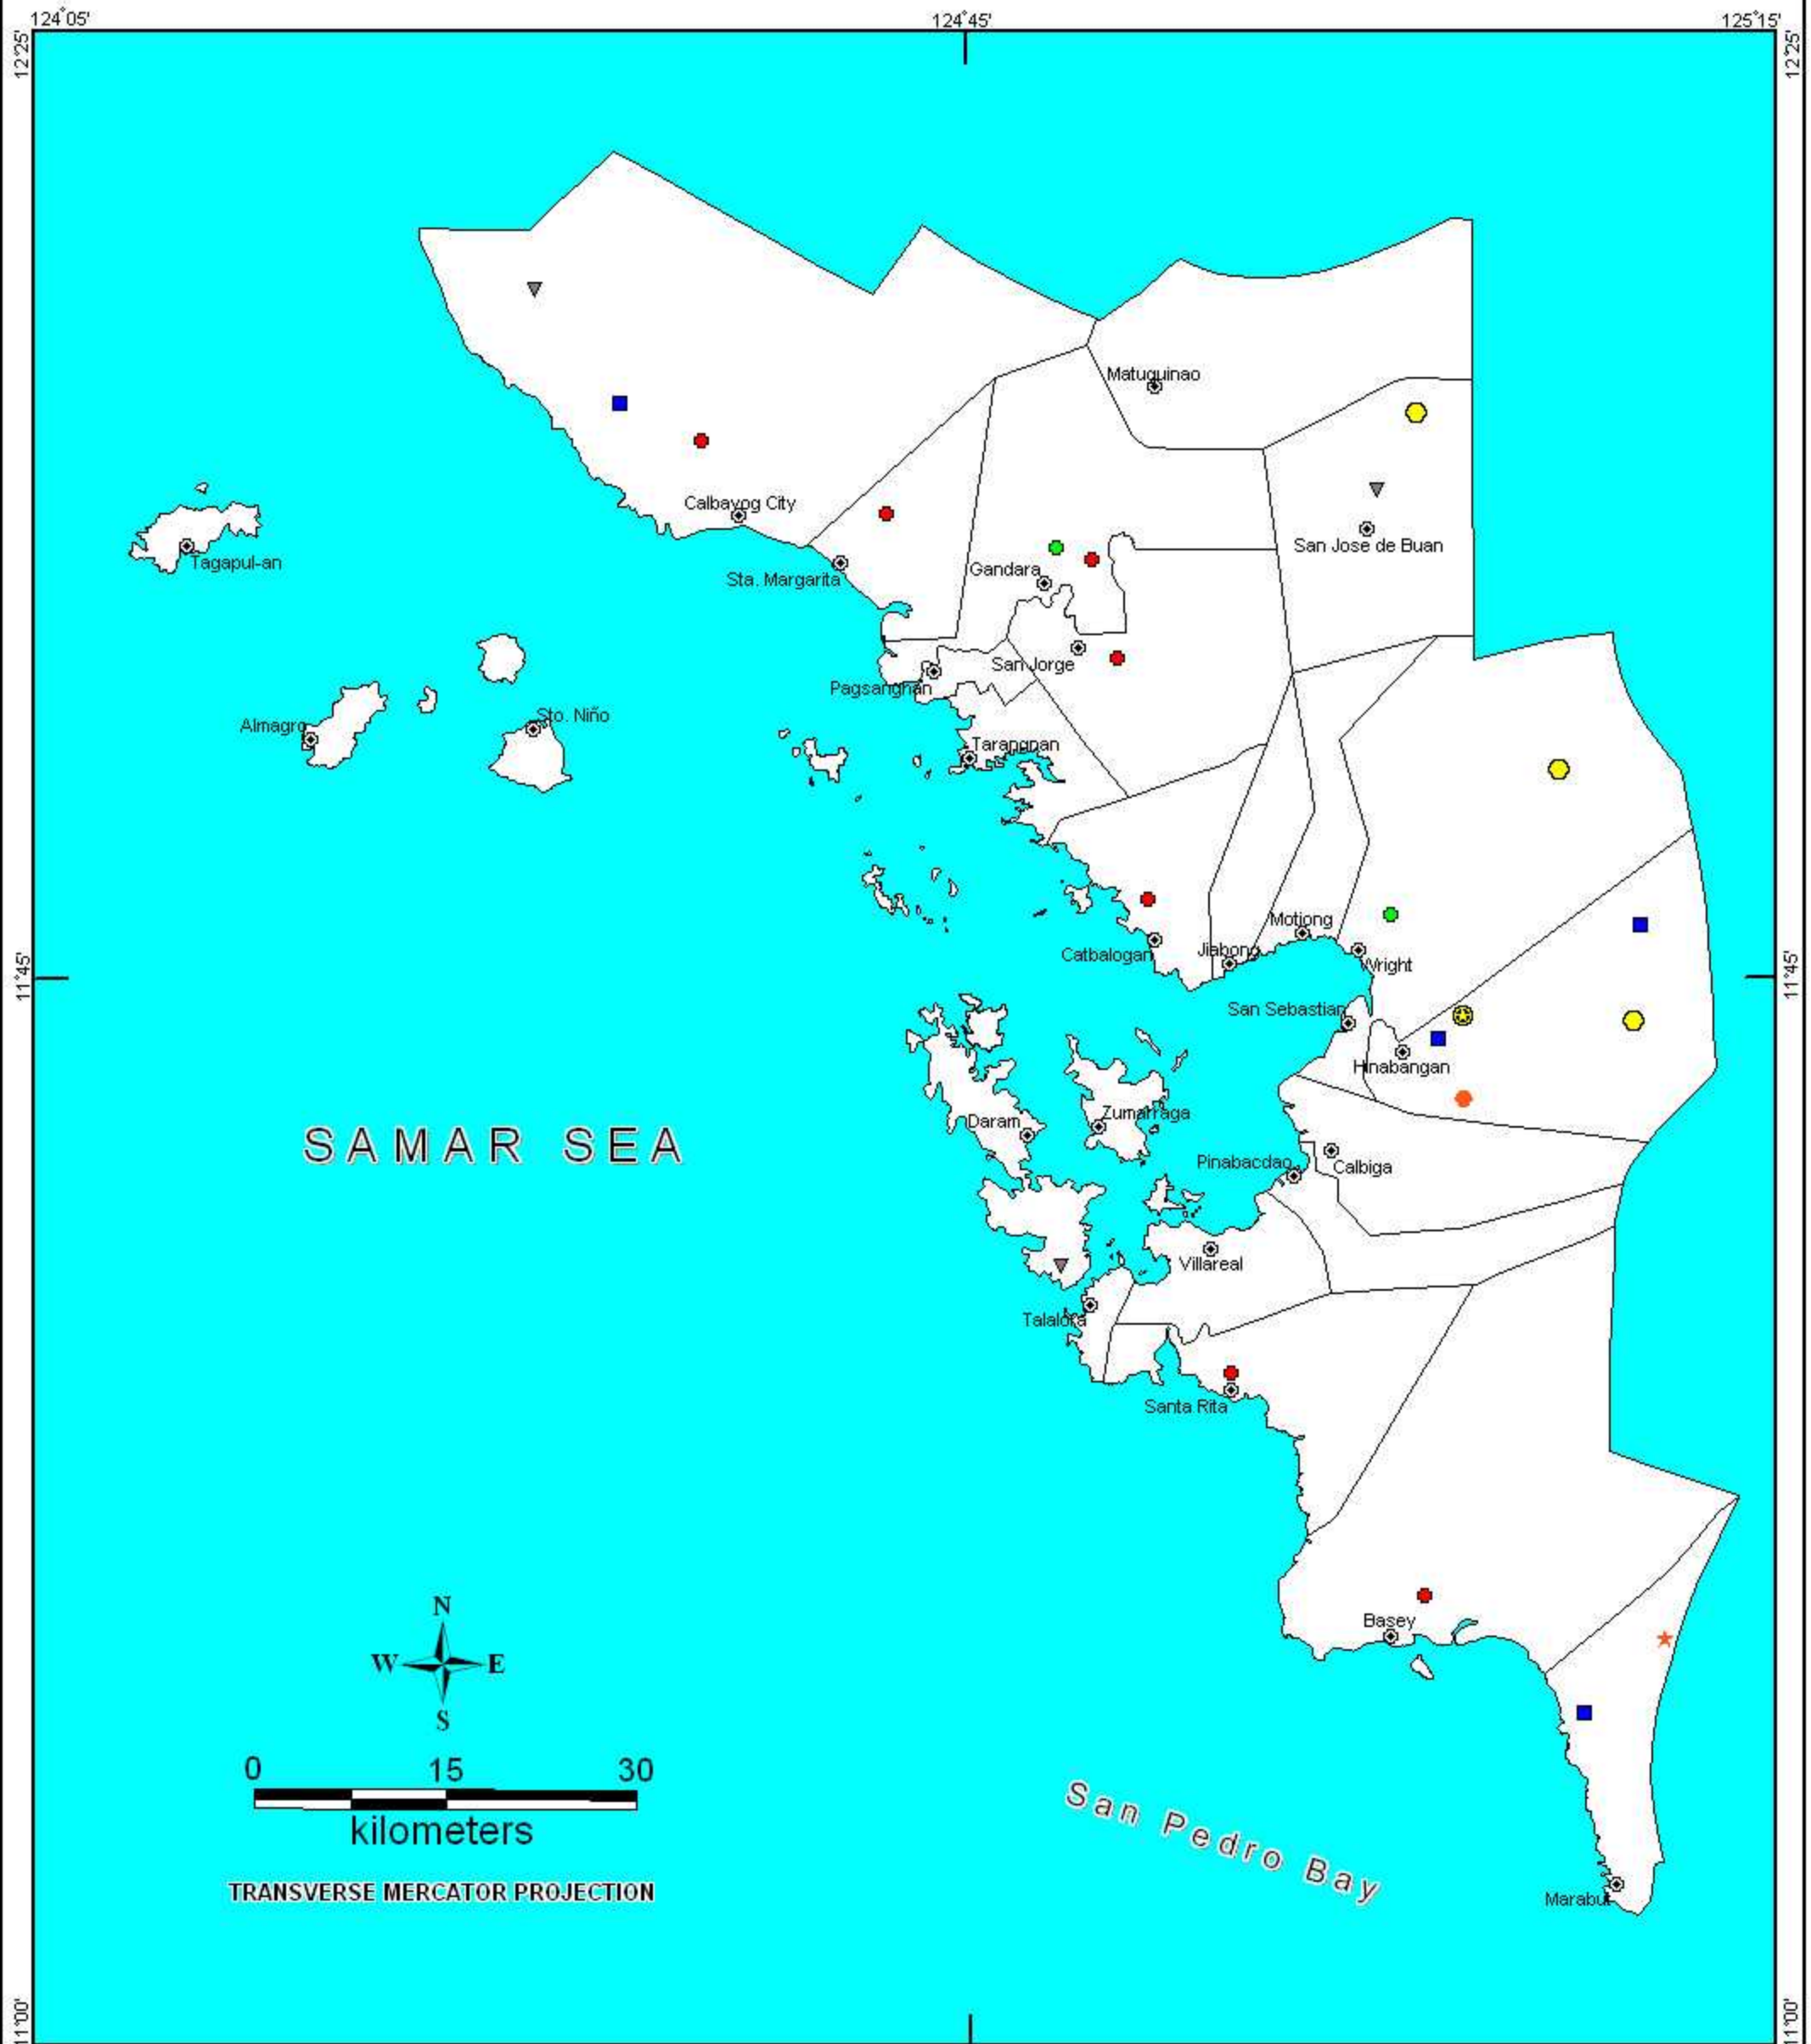 124°05'
124°45'
125°15'
12°25'
12°25'
Matuguinao
Calbayog City
San Jose de Buan
Tagapul-an
Gandara
Sta. Margarita
San Jorge
Pagsanghan
Almagro
Sto. Niño
Tarangnan
Motiong
Catbalogan
Jiabong
Wright
11°45'
11°45'
San Sebastian
Hinabangan
Daram
Zumarraga
SAMAR SEA
Pinabacdao
Calbiga
Villareal
Talalora
Santa Rita
Basey
N
W
E
S
0
15
30
kilometers
San Pedro Bay
TRANSVERSE MERCATOR PROJECTION
Marabut
11°00'
11°00'